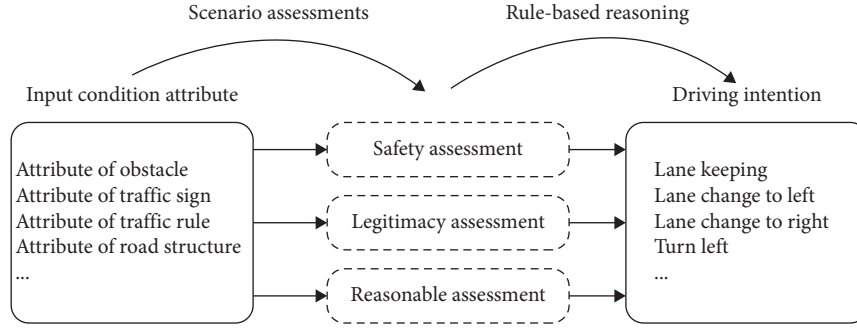 Scenario assessments
Rule-based reasoning
Input condition attribute
Driving intention
Attribute of obstacle
Attribute of traffic sign
Attribute of traffic rule
Attribute of road structure
...
Safety assessment
Legitimacy assessment
Reasonable assessment
Lane keeping
Lane change to left
Lane change to right
Turn left
...